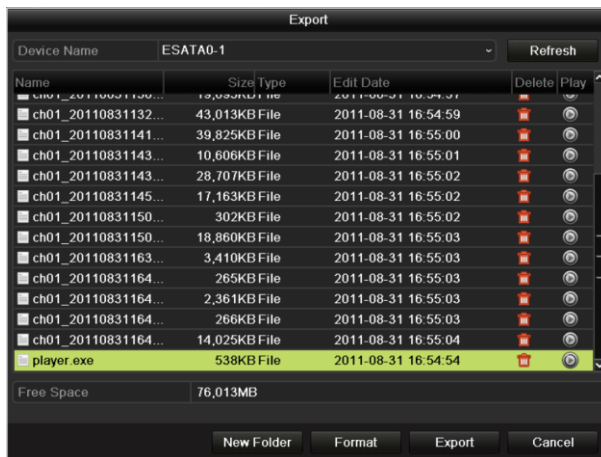 Export
Device Name ESATA0-1 Refresh
Name Size Type Edit Date Delete Play
ch01_20110831132... 43,013KB File 2011-08-31 16:54:59
ch01_20110831141... 39,825KB File 2011-08-31 16:55:00
ch01_20110831143... 10,606KB File 2011-08-31 16:55:01
ch01_20110831143... 28,707KB File 2011-08-31 16:55:02
ch01_20110831145... 17,163KB File 2011-08-31 16:55:02
ch01_20110831150... 302KB File 2011-08-31 16:55:02
ch01_20110831150... 18,860KB File 2011-08-31 16:55:03
ch01_20110831163... 3,410KB File 2011-08-31 16:55:03
ch01_20110831164... 265KB File 2011-08-31 16:55:03
ch01_20110831164... 2,361KB File 2011-08-31 16:55:03
ch01_20110831164... 266KB File 2011-08-31 16:55:03
ch01_20110831164... 14,025KB File 2011-08-31 16:55:04
player.exe 538KB File 2011-08-31 16:54:54
Free Space 76,013MB
New Folder Format Export Cancel